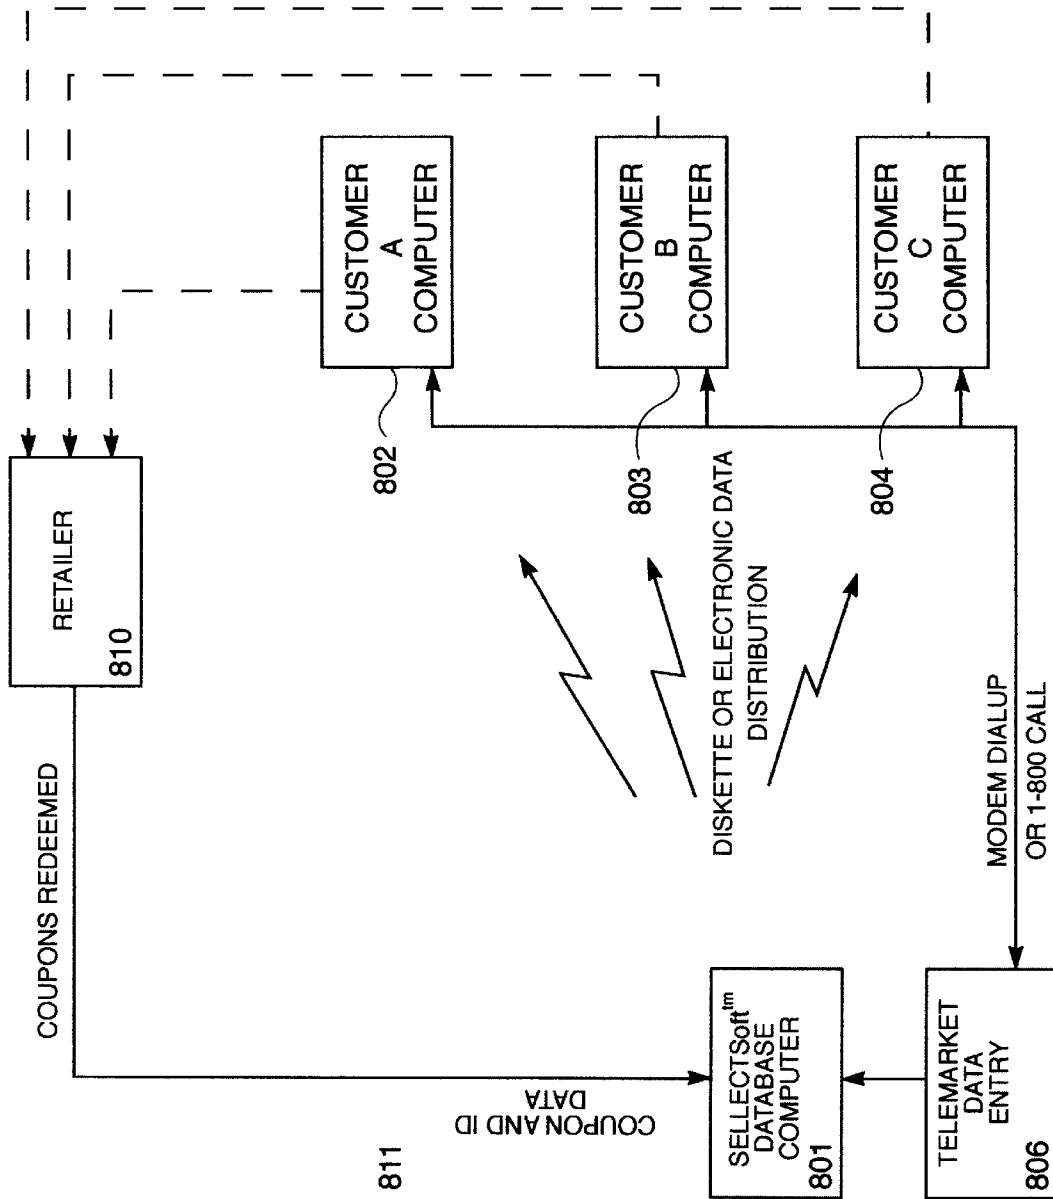 RETAILER
810
COUPONS REDEEMED
CUSTOMER
A
COMPUTER
802
CUSTOMER
B
COMPUTER
803
CUSTOMER
C
COMPUTER
804
DISKETTE OR ELECTRONIC DATA
DISTRIBUTION
MODEM DIALUP
OR 1-800 CALL
811
COUPON AND ID
DATA
SELLECTSoft™
DATABASE
COMPUTER
801
TELEMARKET
DATA
ENTRY
806